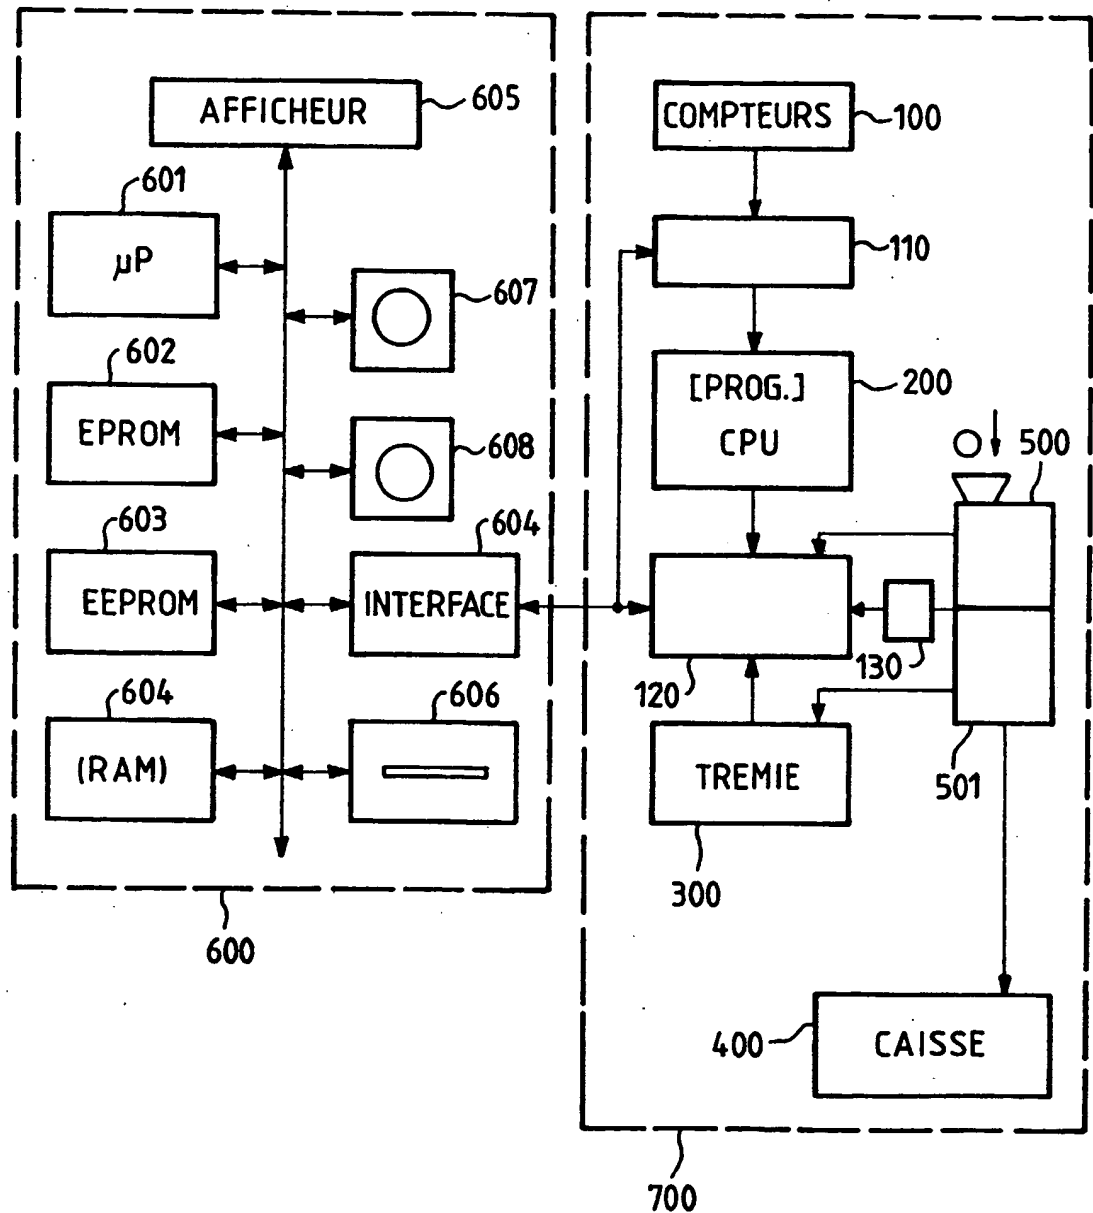 AFFICHEUR
605
601
µP
607
602
EPROM
608
603
EEPROM
604
INTERFACE
604
(RAM)
606
600
COMPTEURS
100
110
[PROG.]
CPU
200
500
120
130
TREMIE
501
300
400
CAISSE
700